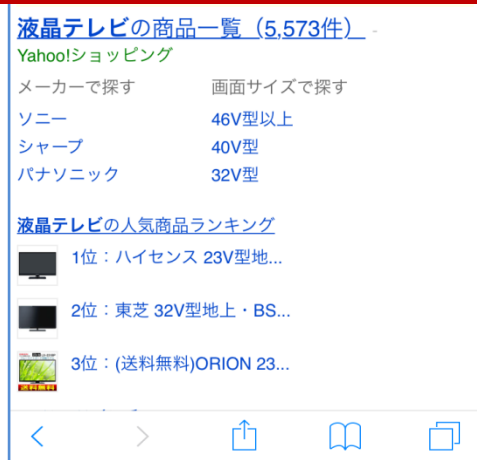 液晶テレビの商品一覧（5,573件）
Yahoo!ショッピング
メーカーで探す 画面サイズで探す
ソニー 46V型以上
シャープ 40V型
パナソニック 32V型
液晶テレビの人気商品ランキング
1位：ハイセンス 23V型地...
2位：東芝 32V型地上・BS...
3位：(送料無料)ORION 23...
送料無料